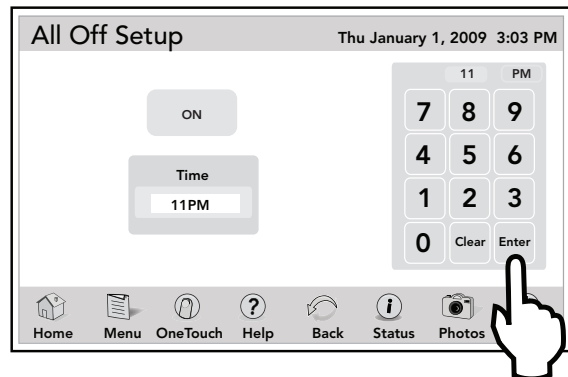 All Off Setup
Thu January 1, 2009 3:03 PM
11 PM
ON
7 8 9
4 5 6
Time
11PM
1 2 3
0 Clear Enter
?
i
Home Menu OneTouch Help Back Status Photos